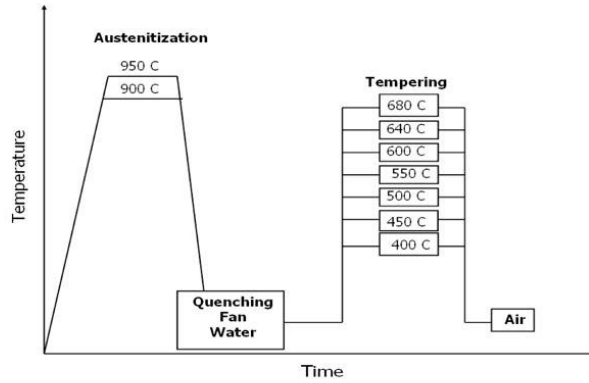 Austenitization
950 C
900 C
Tempering
680 C
640 C
600 C
550 C
500 C
450 C
400 C
Quenching
Fan
Water
Air
Temperature
Time